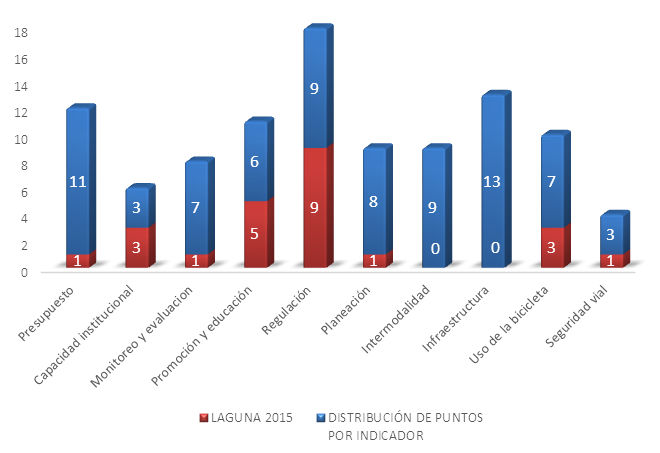 18
16
14
12
10
8
6
4
2
0
11
1
3
3
7
1
6
5
9
9
8
1
9
0
13
0
7
3
3
1
Presupuesto
Capacidad institucional
Monitoreo y evaluacion
Promoción y educación
Regulación
Planeación
Intermodalidad
Infraestructura
Uso de la bicicleta
Seguridad vial
LAGUNA 2015
DISTRIBUCIÓN DE PUNTOS
POR INDICADOR